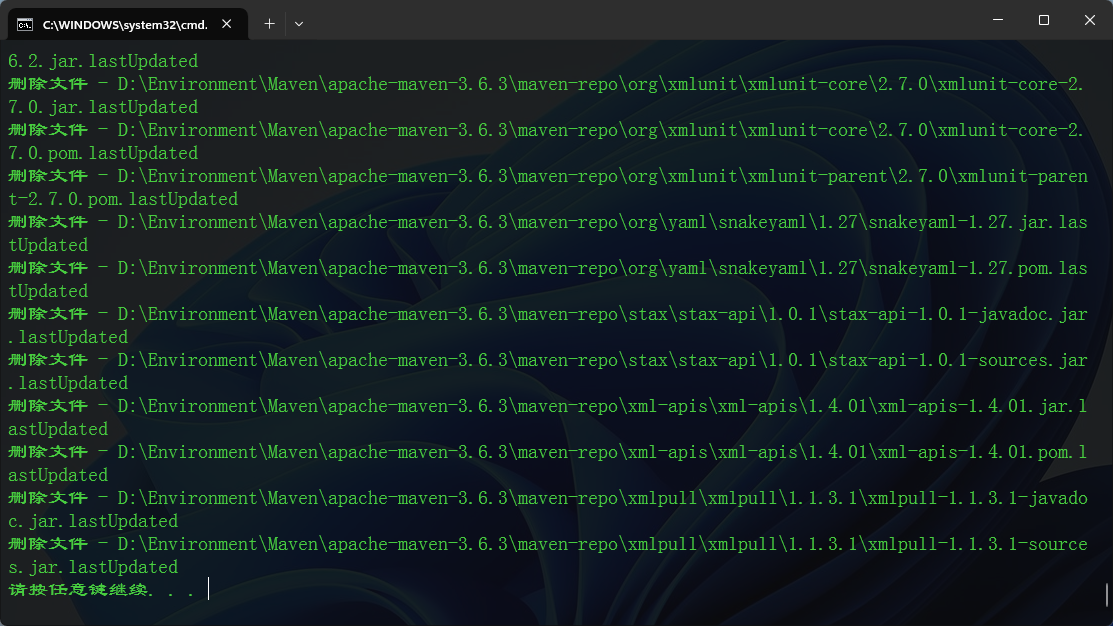 C:\WINDOWS\system32\cmd.
6.2.jar.lastUpdated
删除文件 - D:\Environment\Maven\apache-maven-3.6.3\maven-repo\org\xmlunit\xmlunit-core\2.7.0\xmlunit-core-2.
7.0.jar.lastUpdated
删除文件 - D:\Environment\Maven\apache-maven-3.6.3\maven-repo\org\xmlunit\xmlunit-core\2.7.0\xmlunit-core-2.
7.0.pom.lastUpdated
删除文件 - D:\Environment\Maven\apache-maven-3.6.3\maven-repo\org\xmlunit\xmlunit-parent\2.7.0\xmlunit-paren
t-2.7.0.pom.lastUpdated
删除文件 - D:\Environment\Maven\apache-maven-3.6.3\maven-repo\org\yaml\snakeyaml\1.27\snakeyaml-1.27.jar.las
tUpdated
删除文件 - D:\Environment\Maven\apache-maven-3.6.3\maven-repo\org\yaml\snakeyaml\1.27\snakeyaml-1.27.pom.las
tUpdated
删除文件 - D:\Environment\Maven\apache-maven-3.6.3\maven-repo\stax\stax-api\1.0.1\stax-api-1.0.1-javadoc.jar
.lastUpdated
删除文件 - D:\Environment\Maven\apache-maven-3.6.3\maven-repo\stax\stax-api\1.0.1\stax-api-1.0.1-sources.jar
.lastUpdated
删除文件 - D:\Environment\Maven\apache-maven-3.6.3\maven-repo\xml-apis\xml-apis\1.4.01\xml-apis-1.4.01.jar.l
astUpdated
删除文件 - D:\Environment\Maven\apache-maven-3.6.3\maven-repo\xml-apis\xml-apis\1.4.01\xml-apis-1.4.01.pom.l
astUpdated
删除文件 - D:\Environment\Maven\apache-maven-3.6.3\maven-repo\xmlpull\xmlpull\1.1.3.1\xmlpull-1.1.3.1-javado
c.jar.lastUpdated
删除文件 - D:\Environment\Maven\apache-maven-3.6.3\maven-repo\xmlpull\xmlpull\1.1.3.1\xmlpull-1.1.3.1-source
s.jar.lastUpdated
请按任意键继续. . .